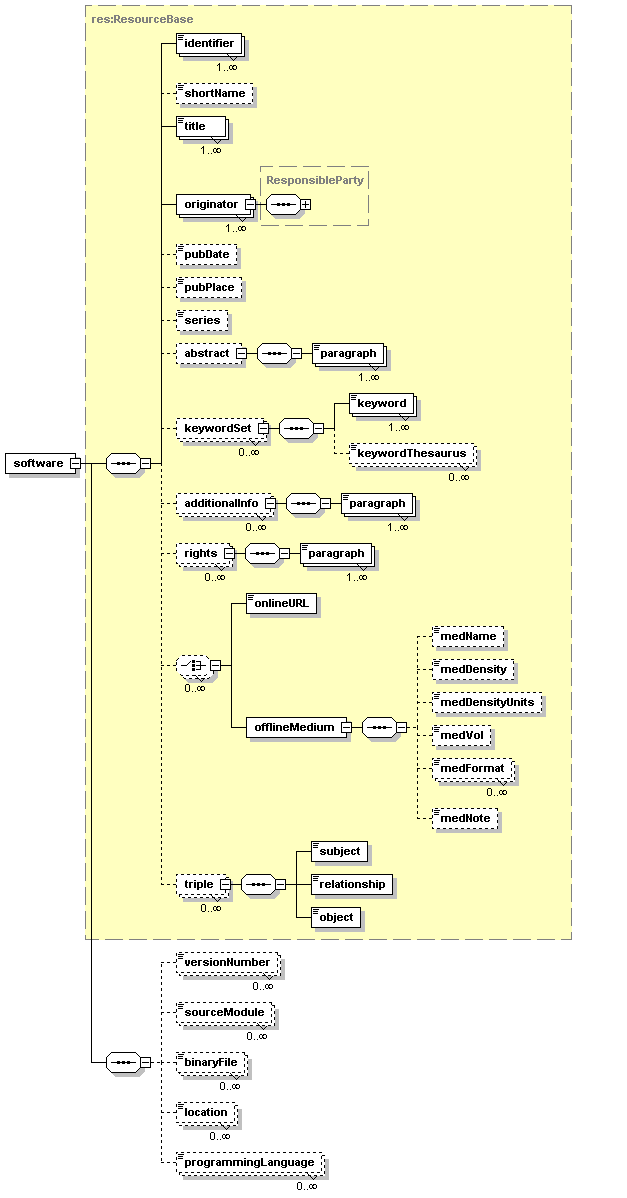 res:ResourceBase
identifier
1..∞
shortName
title
1..∞
ResponsibleParty
originator
1..∞
pubDate
pubPlace
series
abstract
paragraph
1..∞
keyword
1..∞
keywordSet
0..∞
keywordThesaurus
0..∞
software
additionalInfo
0..∞
paragraph
1..∞
rights
0..∞
paragraph
1..∞
onlineURL
0..∞
offlineMedium
medName
medDensity
medDensityUnits
medVol
medFormat
0..∞
medNote
triple
0..∞
subject
relationship
object
versionNumber
0..∞
sourceModule
0..∞
binaryFile
0..∞
location
0..∞
programmingLanguage
0..∞